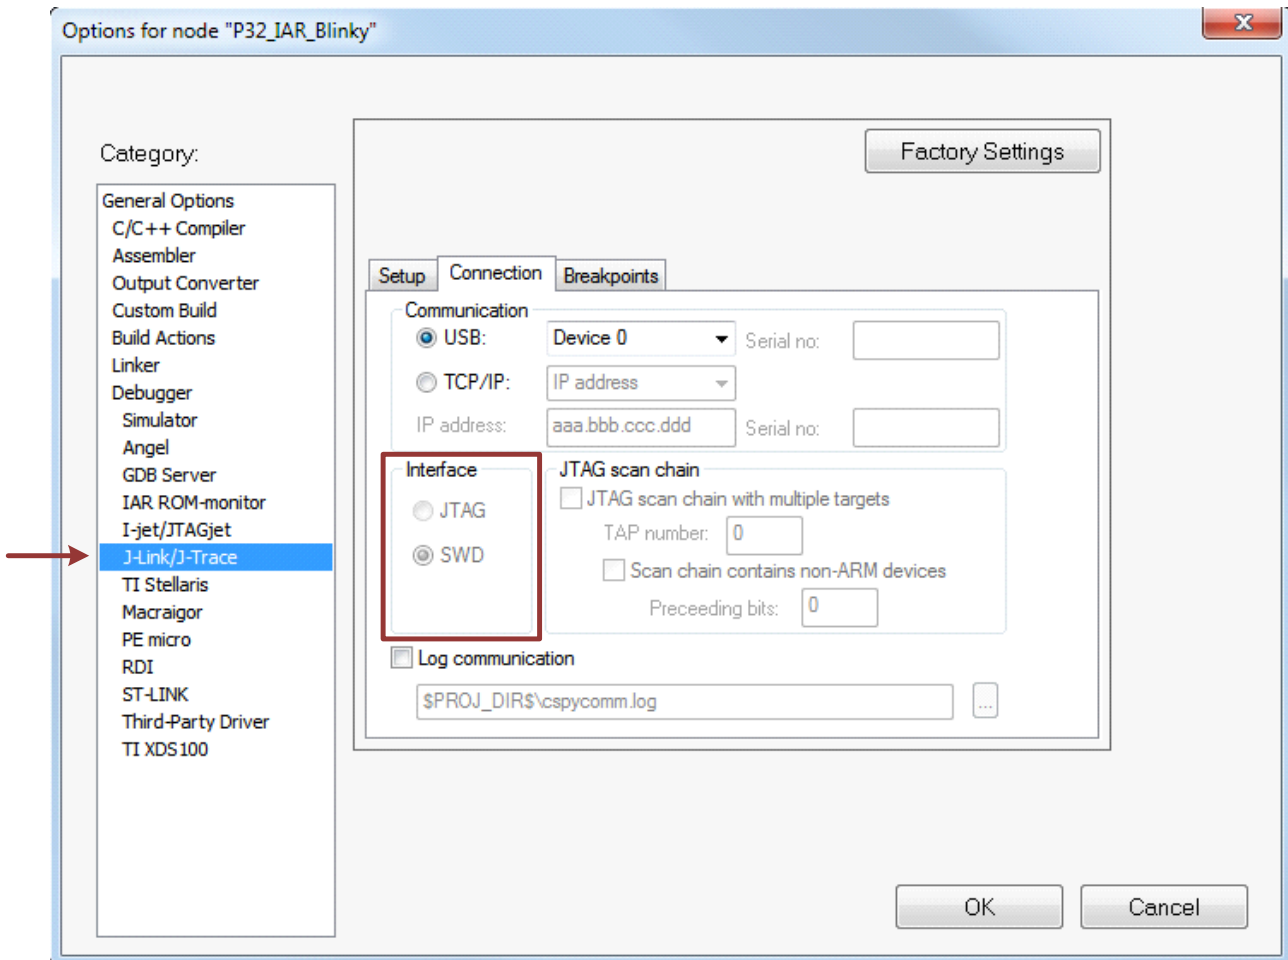 Options for node "P32_IAR_Blinky"
X
Category:
Factory Settings
General Options
C/C++ Compiler
Assembler
Output Converter
Custom Build
Build Actions
Linker
Debugger
Simulator
Angel
GDB Server
IAR ROM-monitor
I-jet/JTAGjet
J-Link/J-Trace
TI Stellaris
Macraigor
PE micro
RDI
ST-LINK
Third-Party Driver
TI XDS100
Setup Connection Breakpoints
Communication
USB: Device 0 Serial no:
TCP/IP: IP address
IP address: aaa.bbb.ccc.ddd Serial no:
Interface
JTAG
SWD
JTAG scan chain
JTAG scan chain with multiple targets
TAP number: 0
Scan chain contains non-ARM devices
Preceeding bits: 0
Log communication
$PROJ_DIR$\cspycomm.log ...
OK Cancel